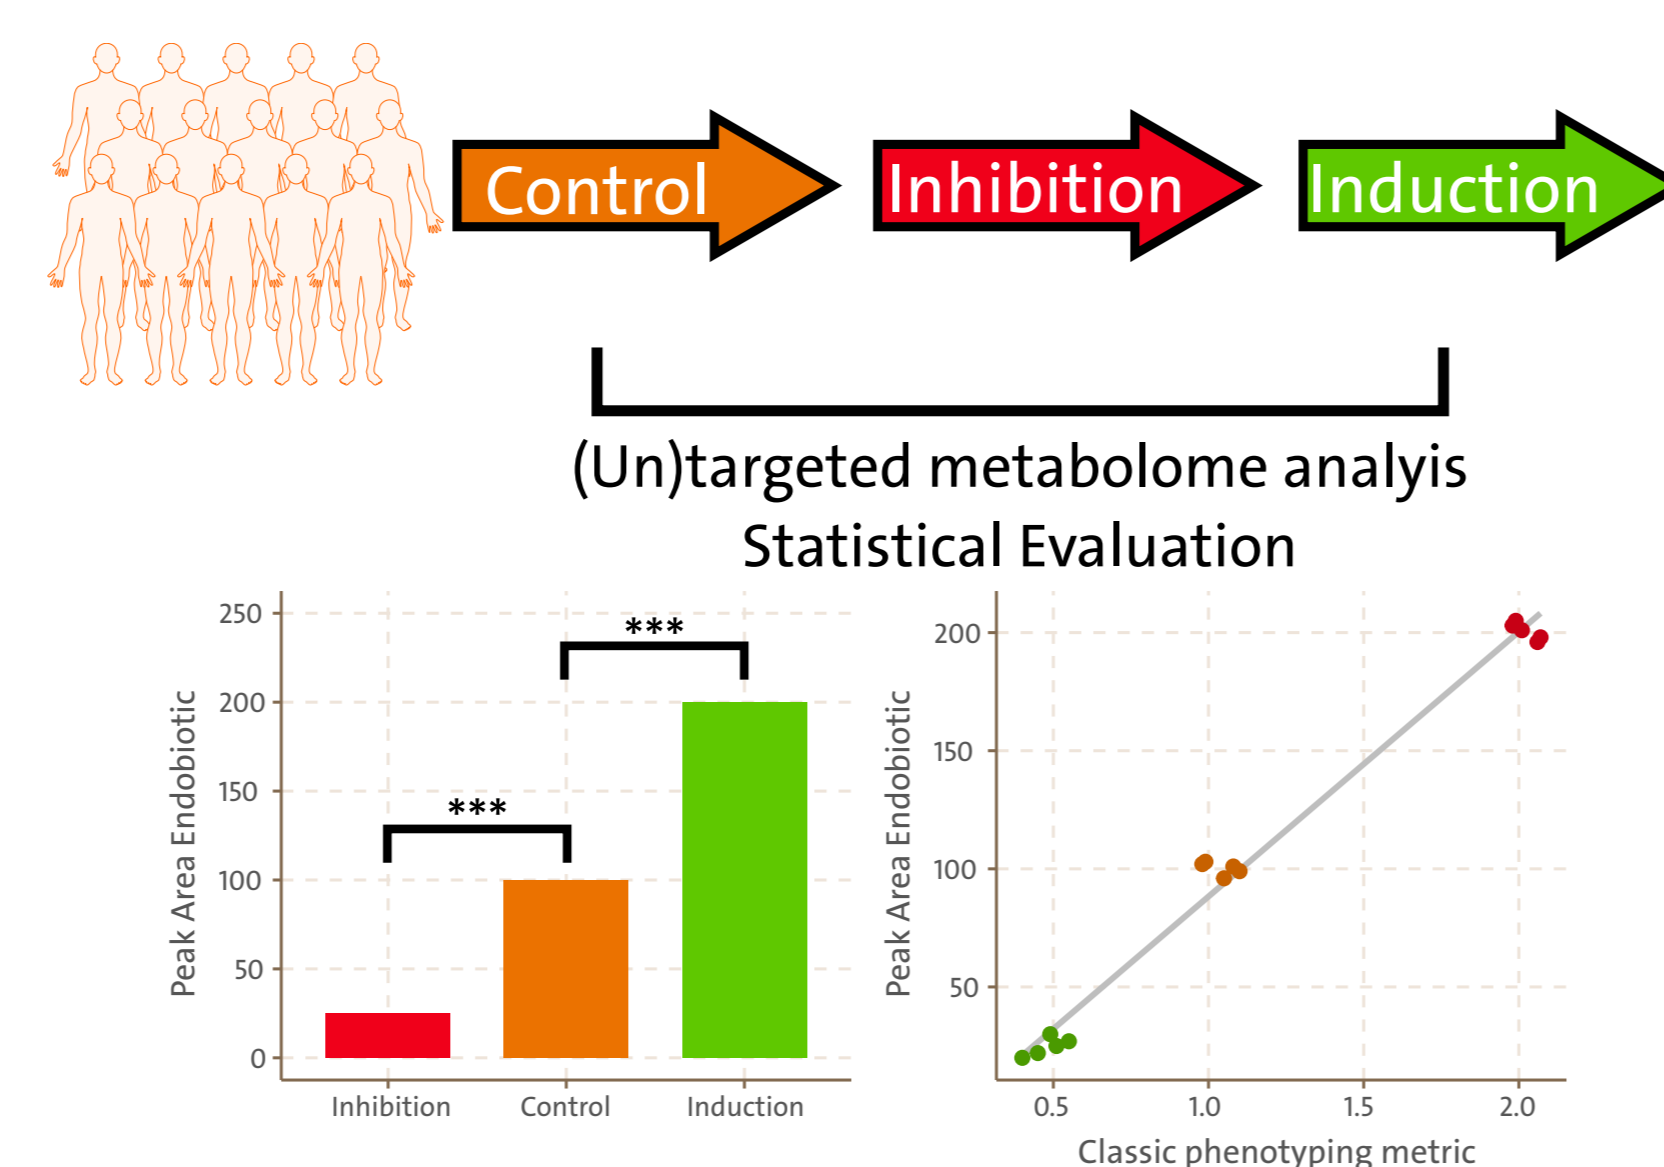 Control
Inhibition
Induction
(Un)targeted metabolome analyis
Statistical Evaluation
Peak Area Endobiotic
250
200
150
100
50
0
***
***
Inhibition
Control
Induction
Peak Area Endobiotic
200
150
100
50
0.5
1.0
1.5
2.0
Classic phenotyping metric